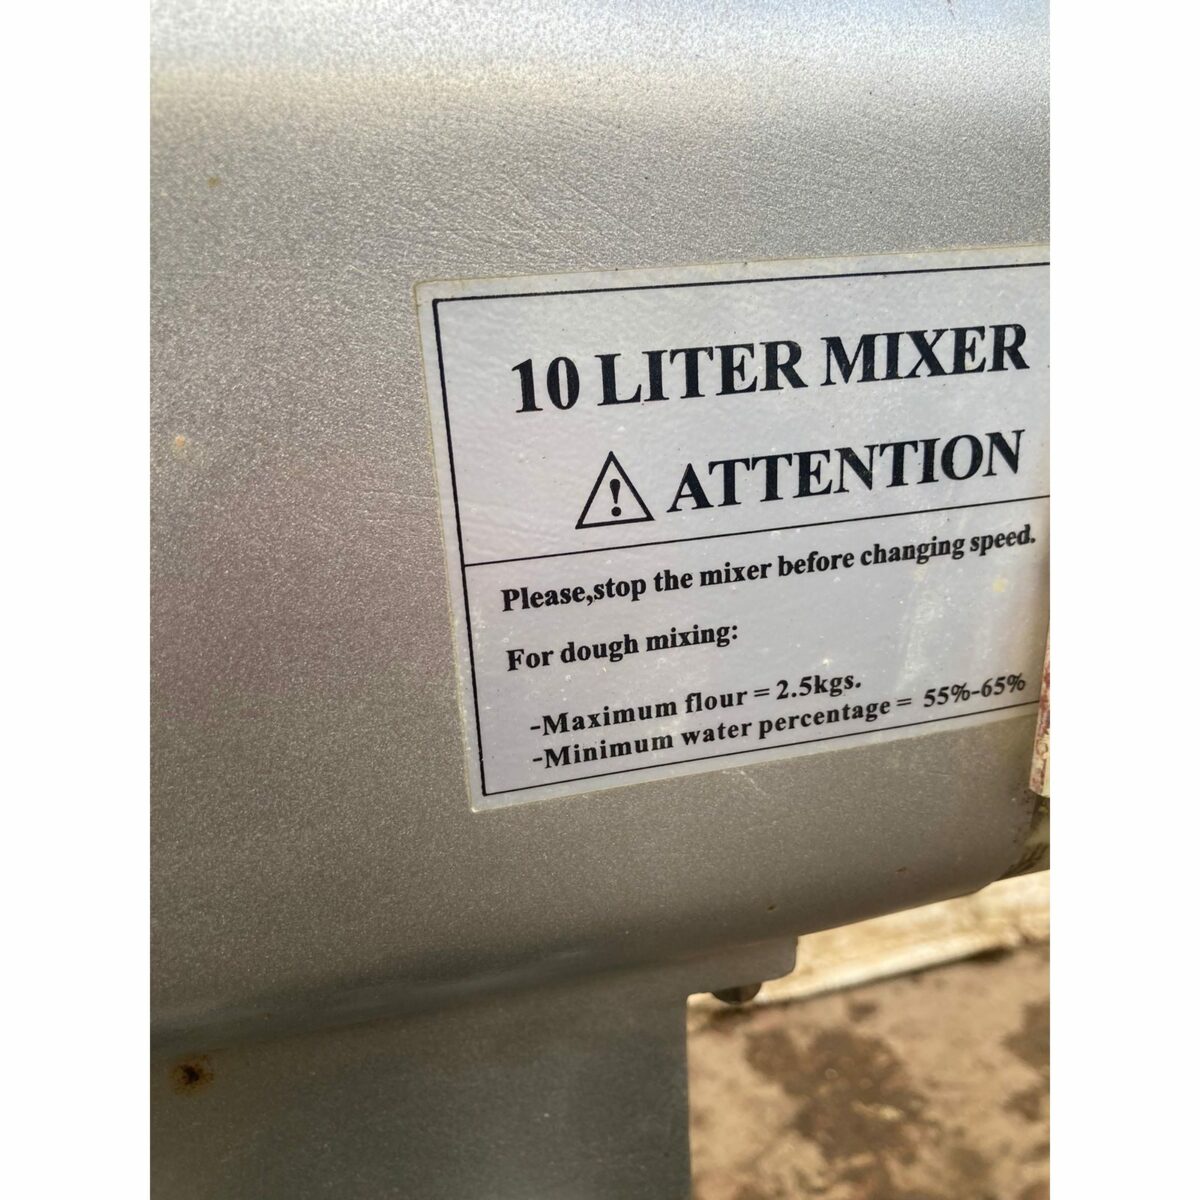 10 LITER MIXER
ATTENTION
Please,stop the mixer before changing speed.
For dough mixing:
-Maximum flour = 2.5kgs.
-Minimum water percentage = 55%-65%